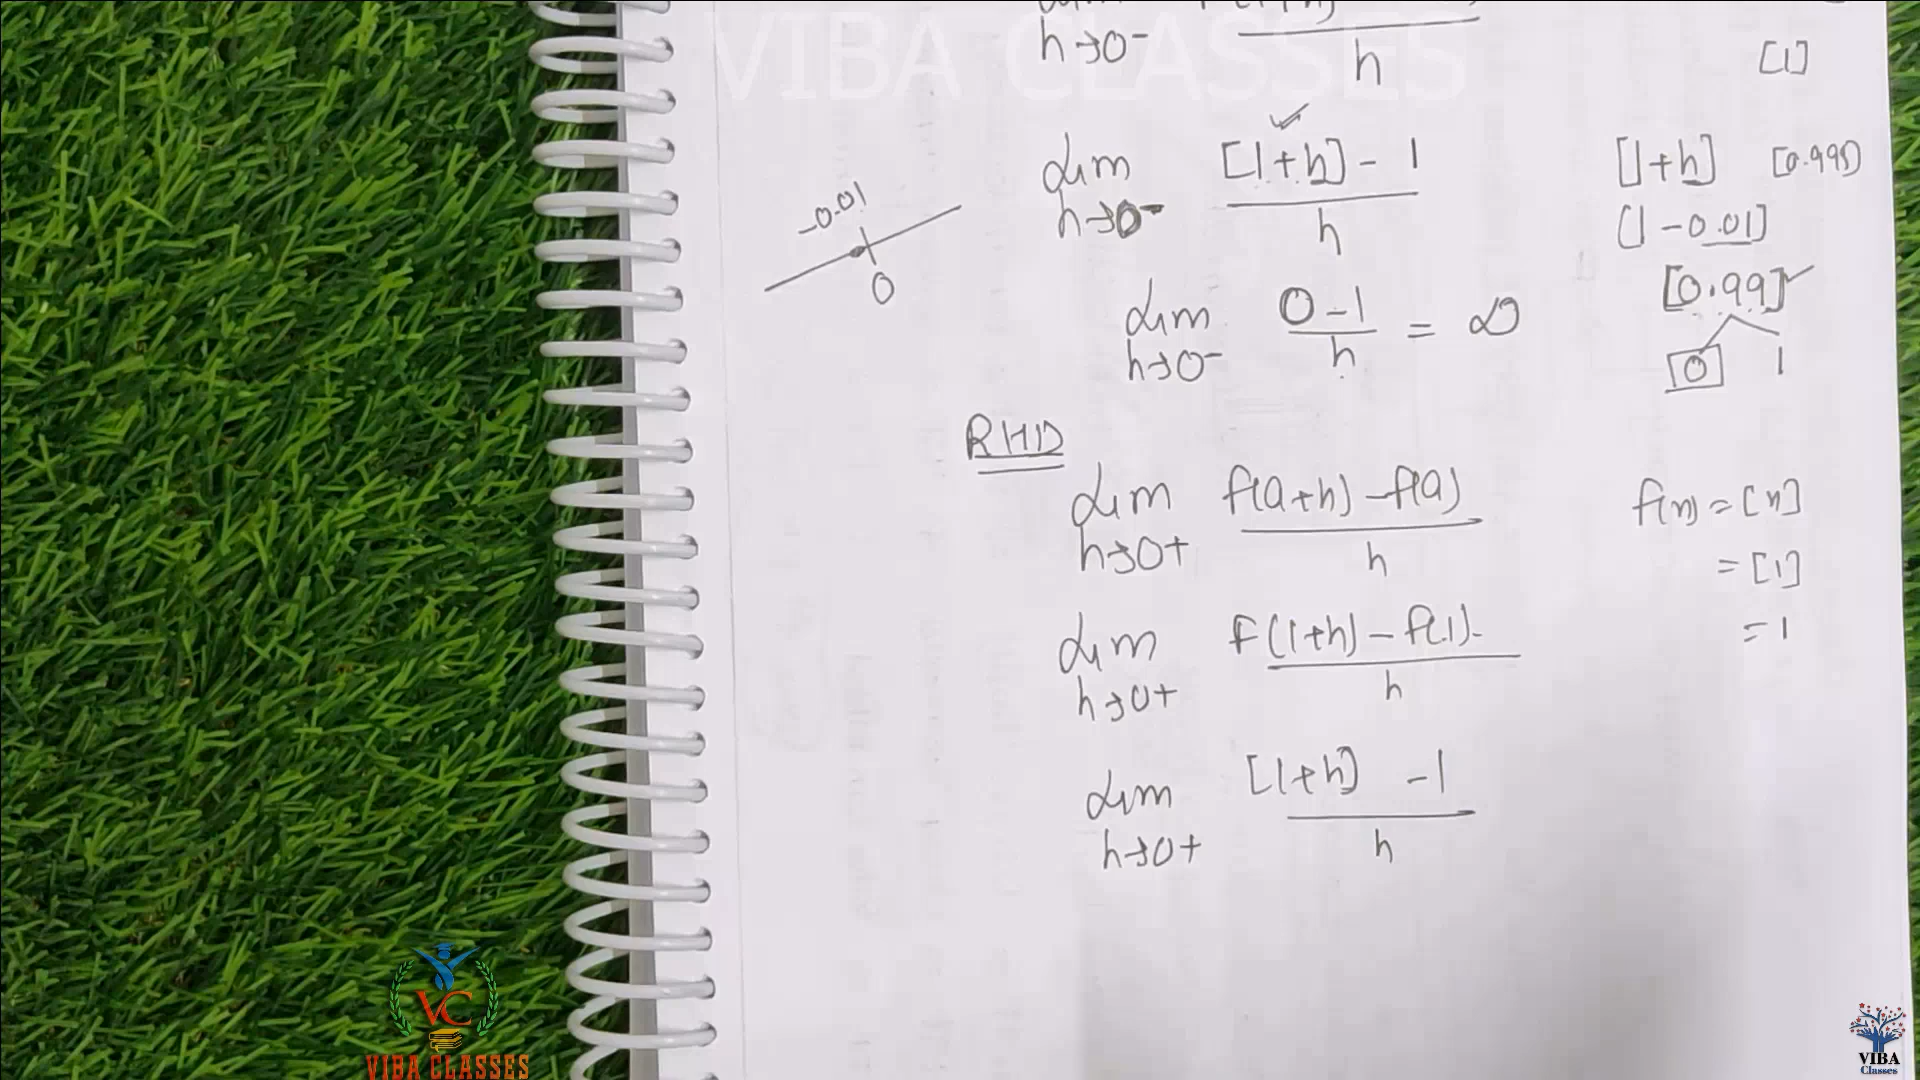 VIBA CLASSES
h→0⁻ h
[1]
Lim [1+h] - 1
h→0⁻ h
[1+h] [0.995)
(1-0.01]
-0.01
0
[0.99]
0 1
Lim 0-1 = ∞
h→0⁻ h
RHD
Lim f(a+h) - f(a)
h→0+ h
f(x) = [x]
= [1]
= 1
Lim F(1+h) - f(1)
h→0+ h
Lim [1+h] - 1
h→0+ h
VC
VIBA CLASSES
VIBA
Classes